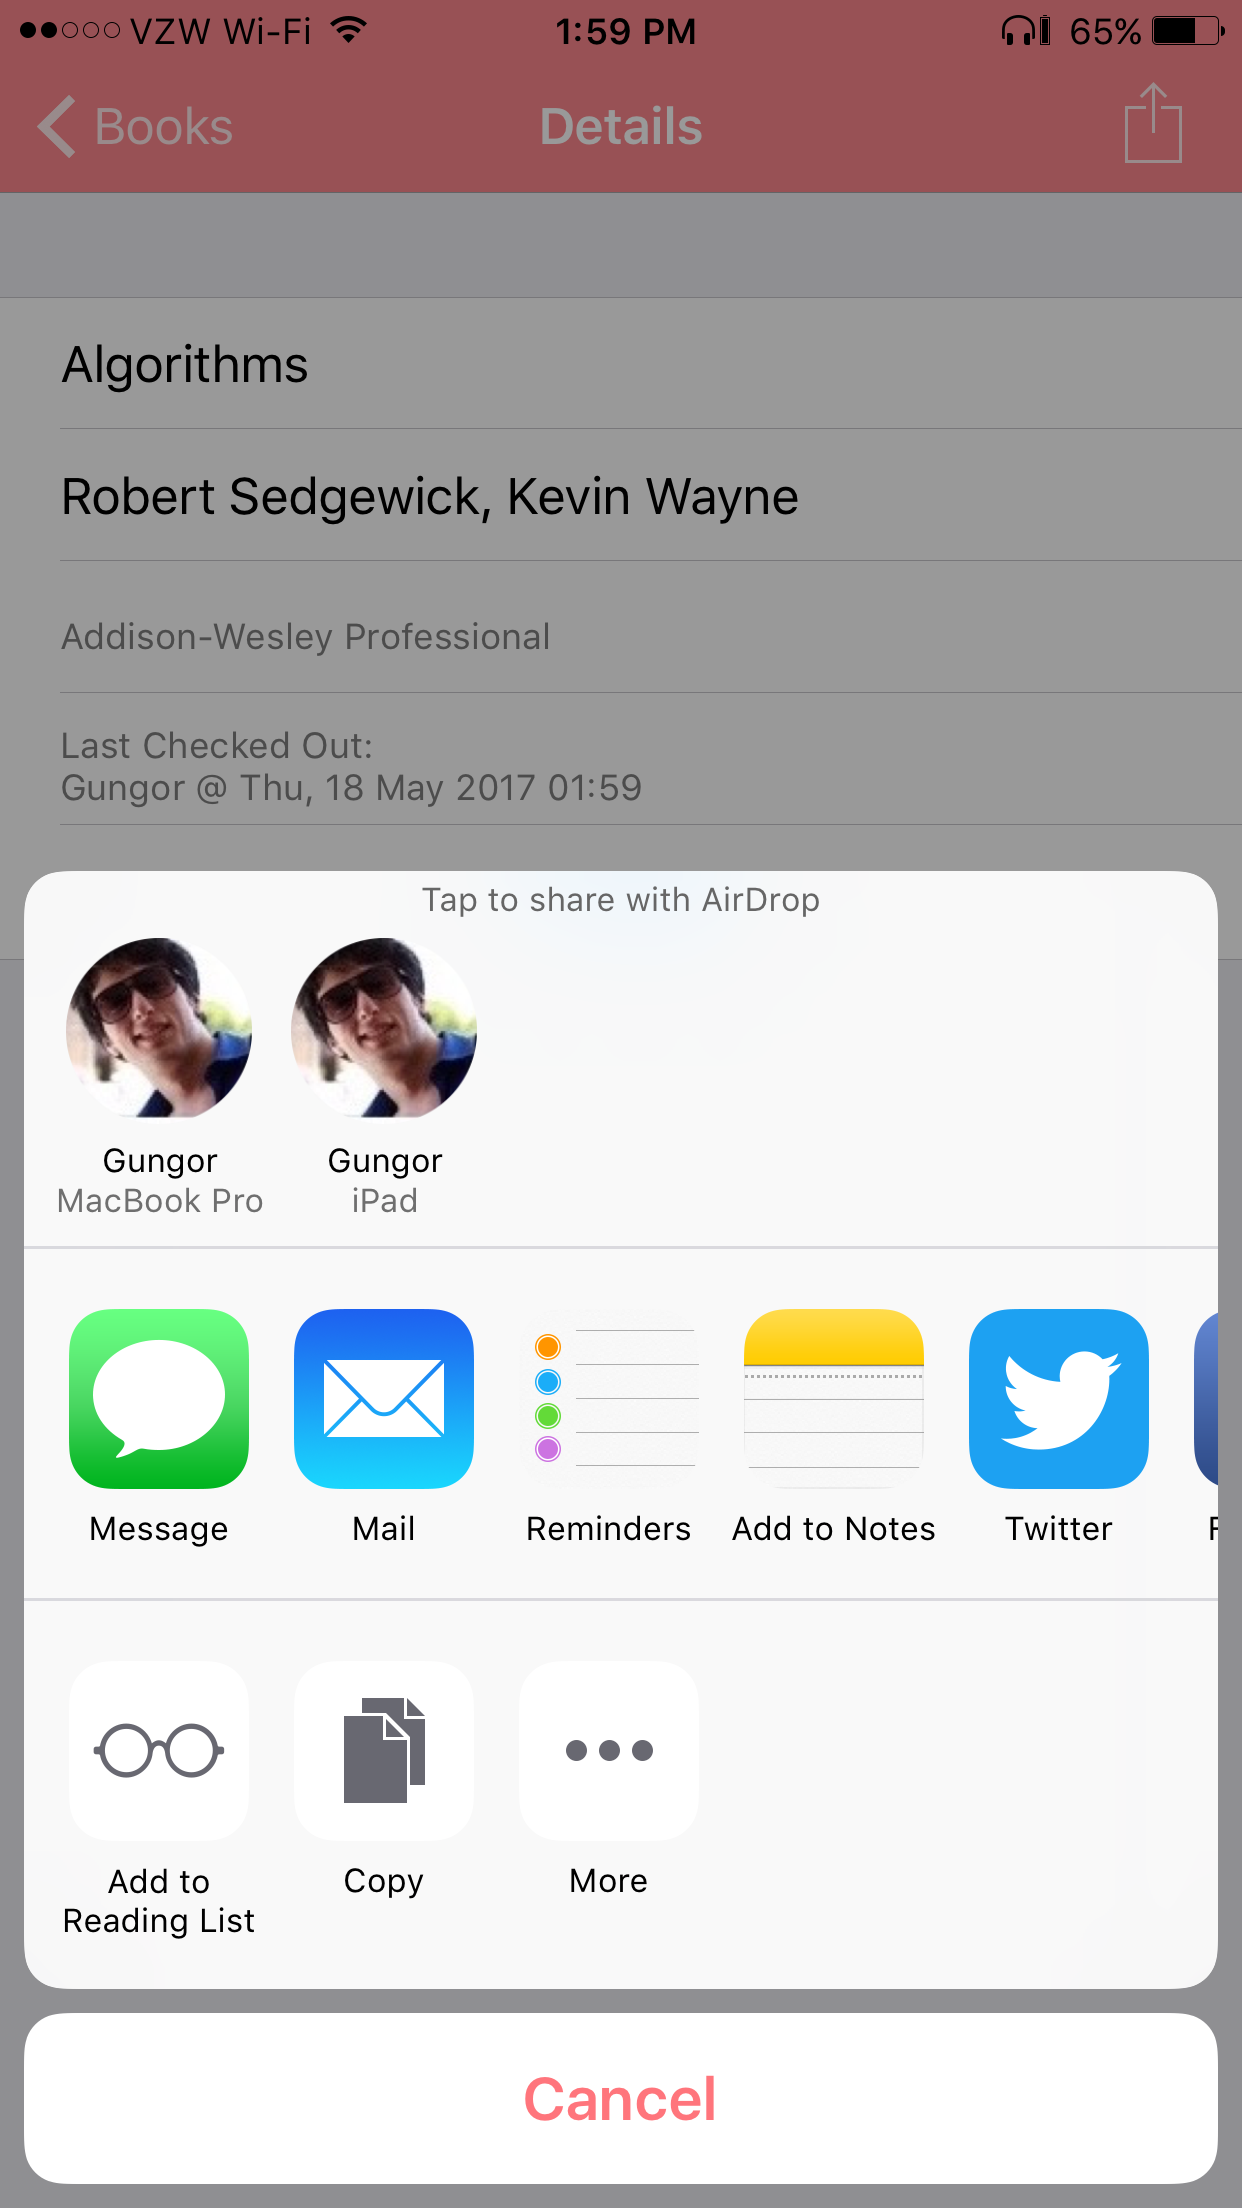 VZW Wi-Fi 1:59 PM 65%
Books Details
Algorithms
Robert Sedgewick, Kevin Wayne
Addison-Wesley Professional
Last Checked Out:
Gungor @ Thu, 18 May 2017 01:59
Tap to share with AirDrop
Gungor Gungor
MacBook Pro iPad
Message Mail Reminders Add to Notes Twitter
Add to Copy More
Reading List
Cancel